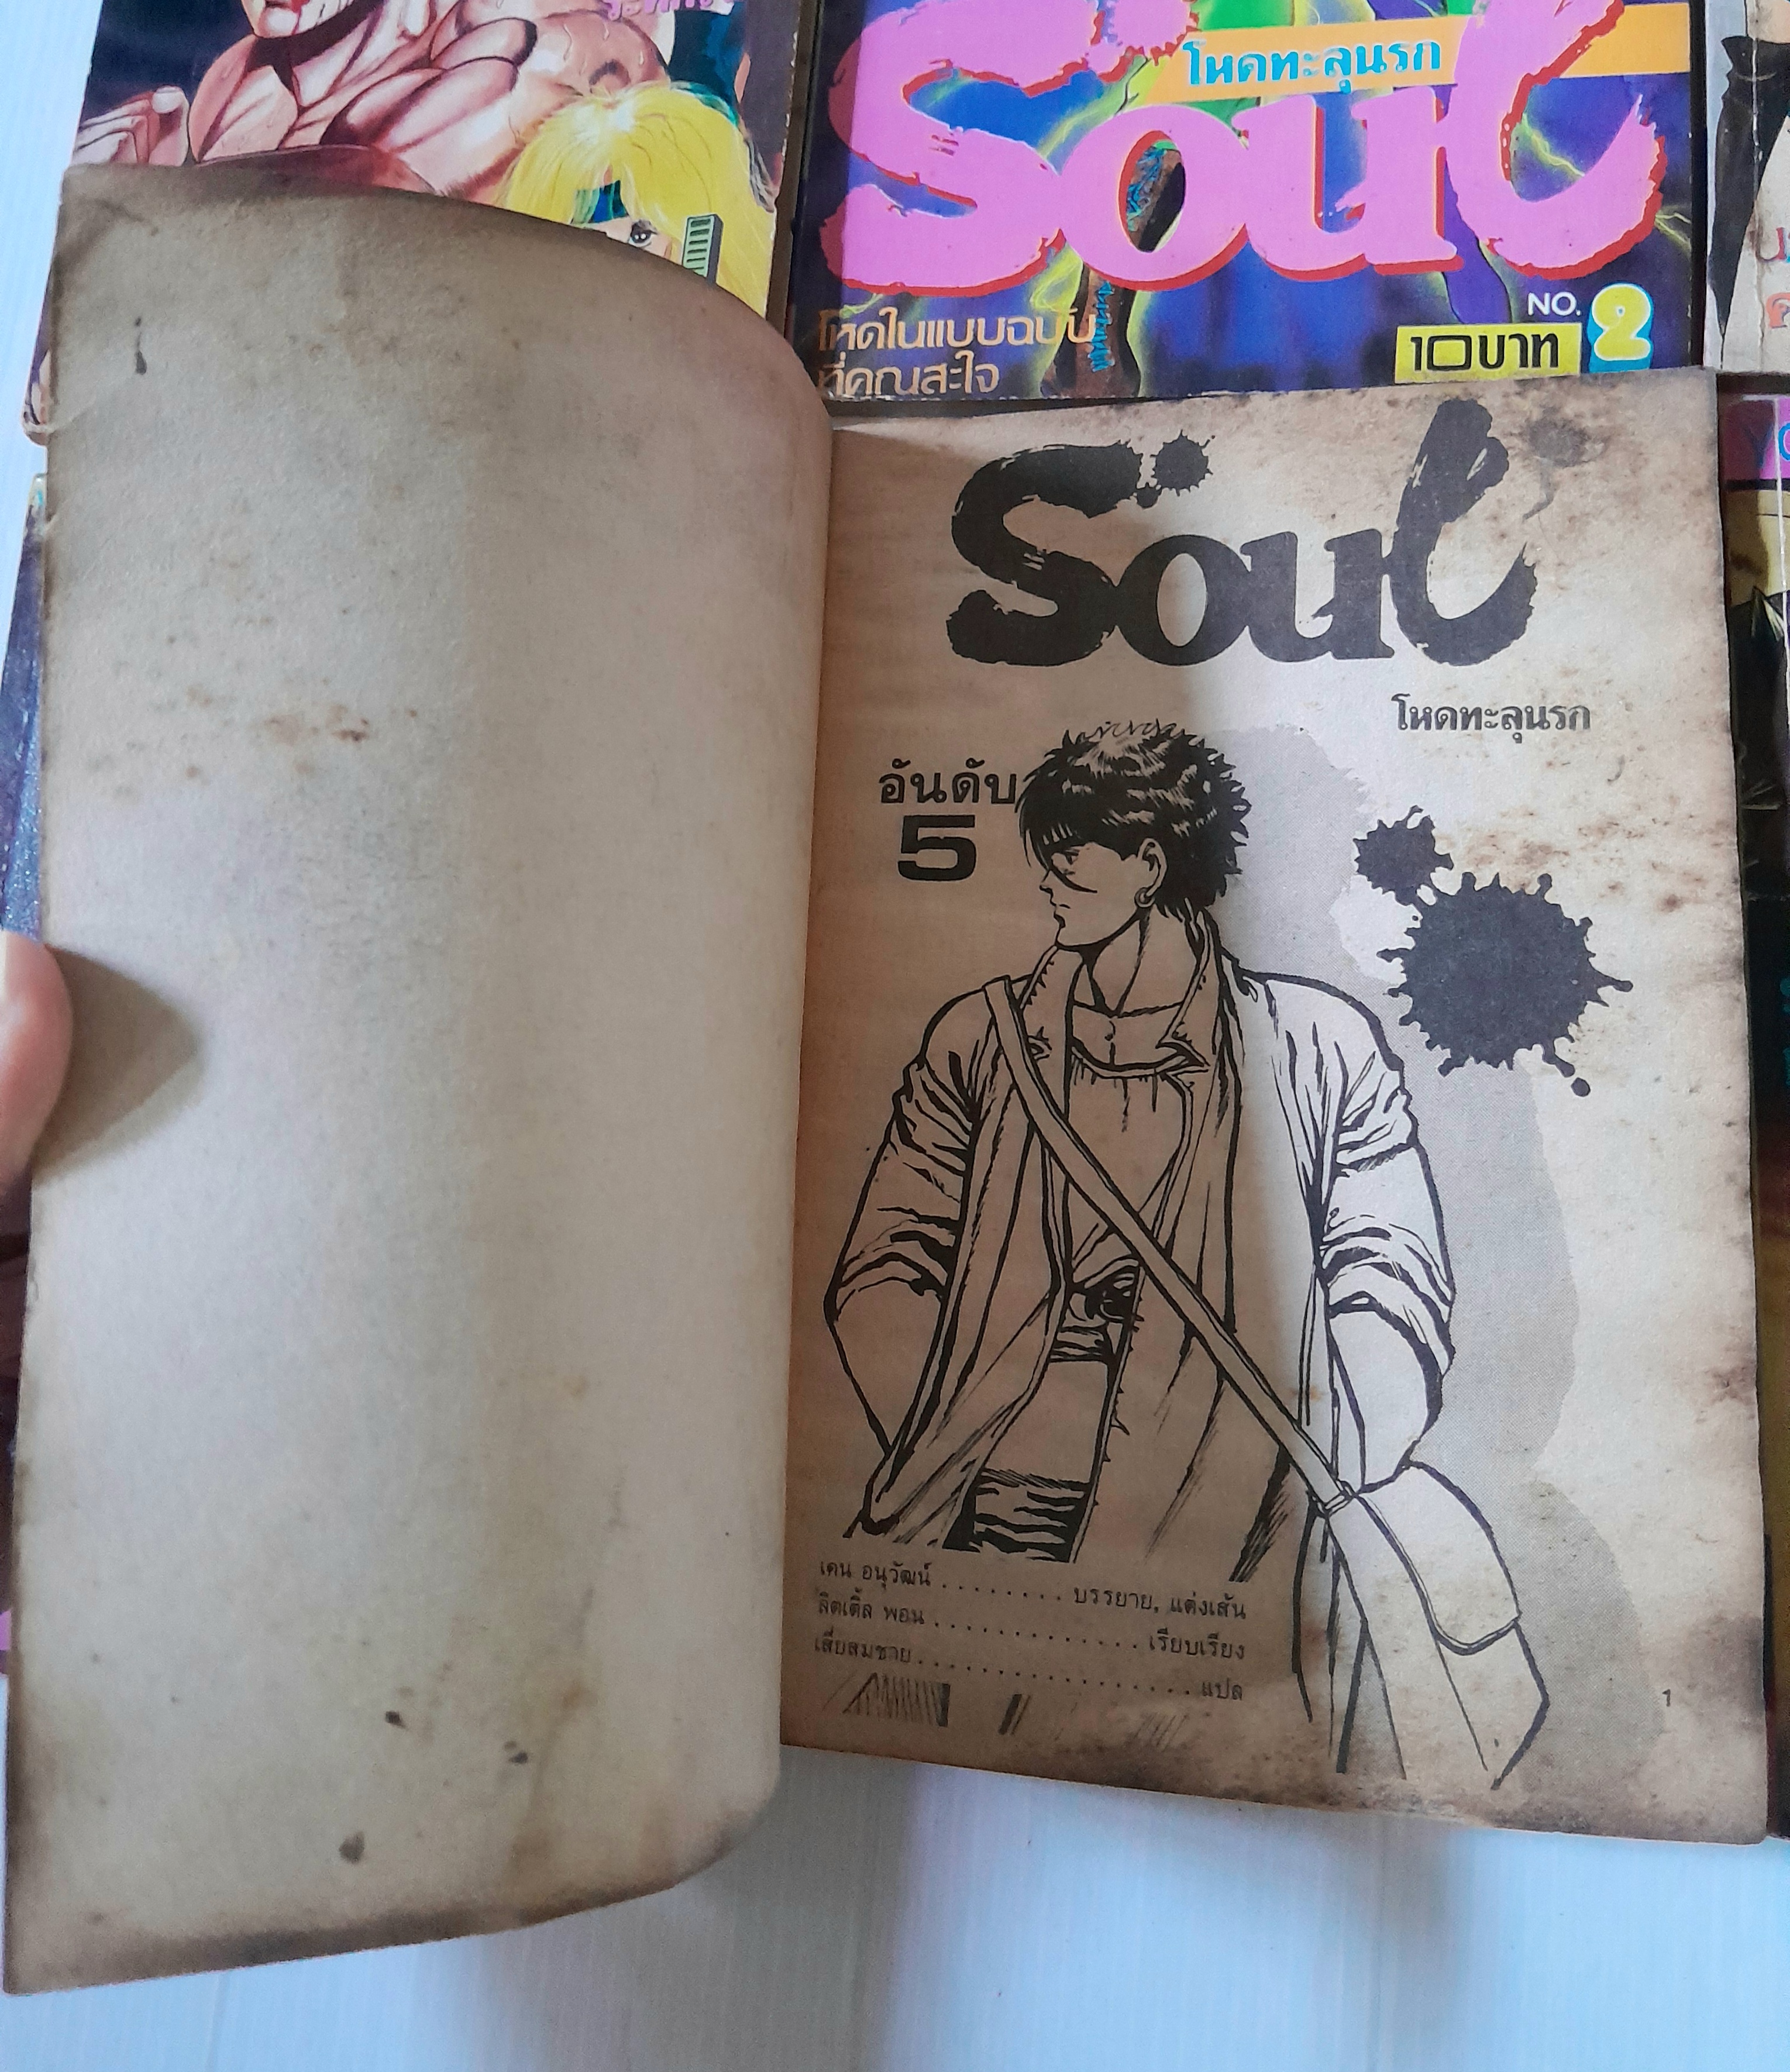 Soul
โหดทะลุนรก
โหดในแบบฉบับ
ที่คุณสะใจ
NO. 2
10บาท
Soul
โหดทะลุนรก
อันดับ
5
เดน อนุวัฒน์ ........ บรรยาย, แต่งเส้น
ลิตเติ้ล พอน ............. เรียบเรียง
เสี่ยสมชาย ................. แปล
1